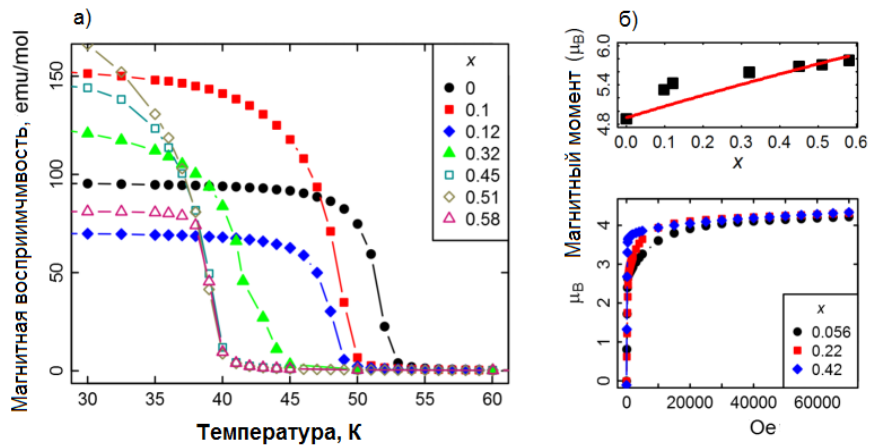 а)
Магнитная восприимчмвость, emu/mol
150
100
50
0
x
0
0.1
0.12
0.32
0.45
0.51
0.58
30 35 40 45 50 55 60
Температура, К
б)
Магнитный момент (μB)
6.0
5.4
4.8
0.0 0.1 0.2 0.3 0.4 0.5 0.6
x
μB
4
3
2
1
0
x
0.056
0.22
0.42
0 20000 40000 60000
Oe